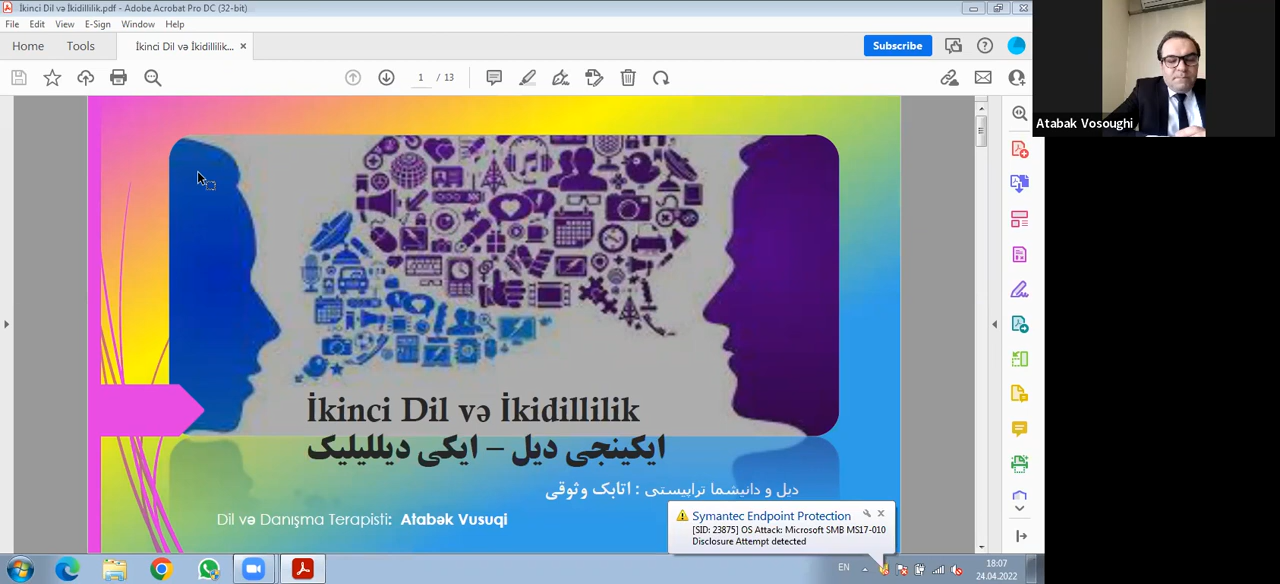 İkinci Dil və İkidillilik.pdf - Adobe Acrobat Pro DC (32-bit)
File Edit View E-Sign Window Help
Home Tools İkinci Dil və İkidillilik... × Subscribe
1 / 13
Atabak Vosoughi
İkinci Dil və İkidillilik
ایکینجی دیل – ایکی دیللیلیک
دیل و دانیشما تراپیستی : اتابک وثوقی
Dil və Danışma Terapisti: Atabək Vusuqi
Symantec Endpoint Protection
[SID: 23875] OS Attack: Microsoft SMB MS17-010
Disclosure Attempt detected
EN
18:07
24.04.2022